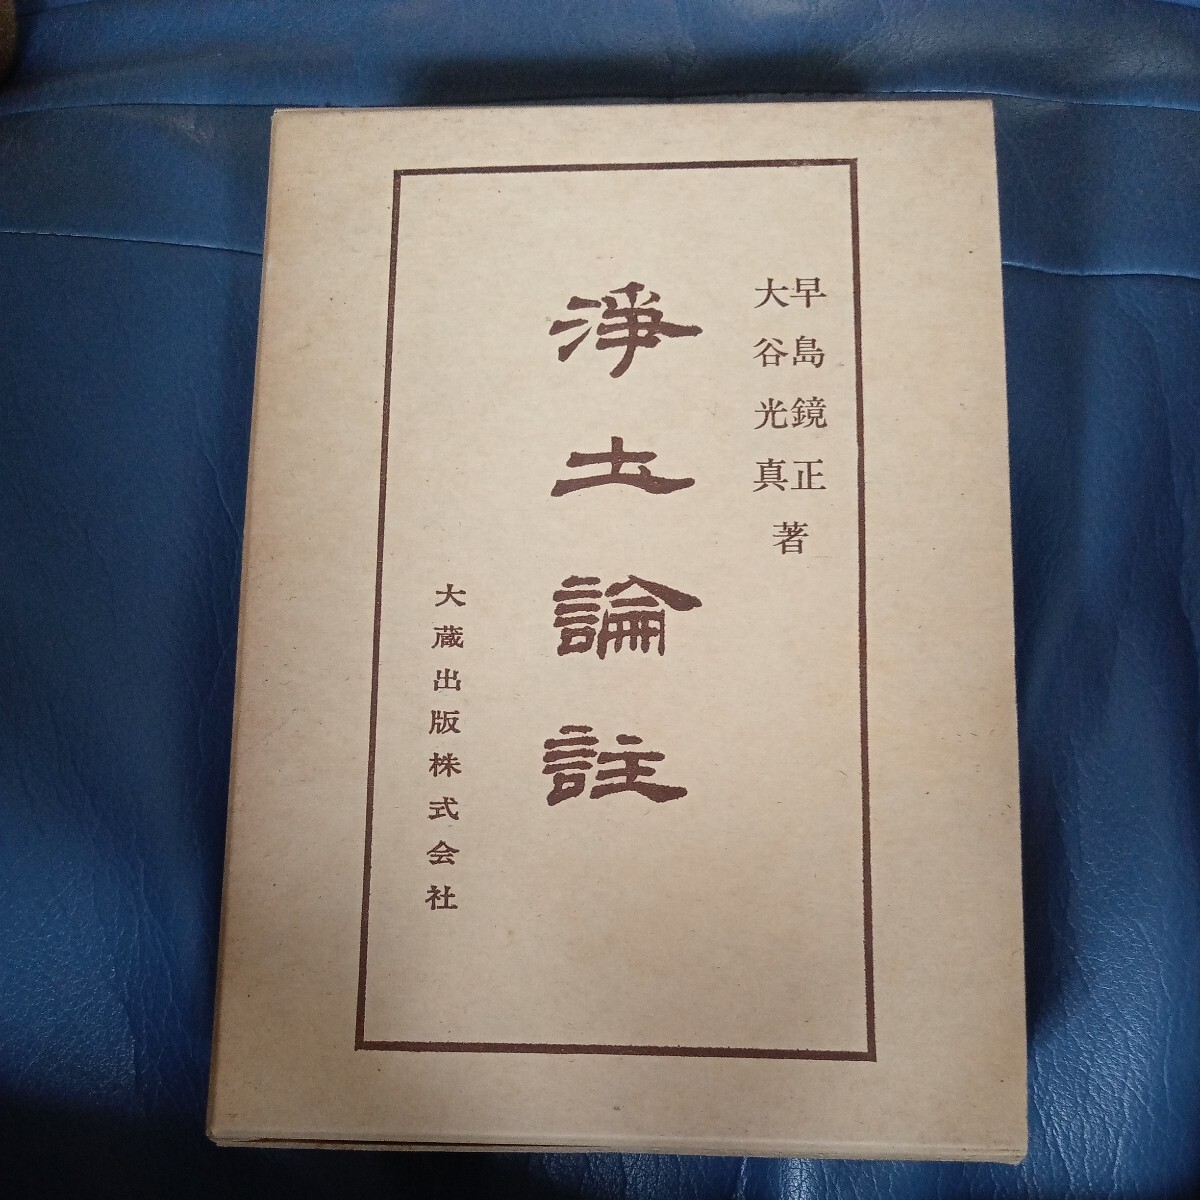 早島鏡正
大谷光真
著
淨土論註
大蔵出版株式会社